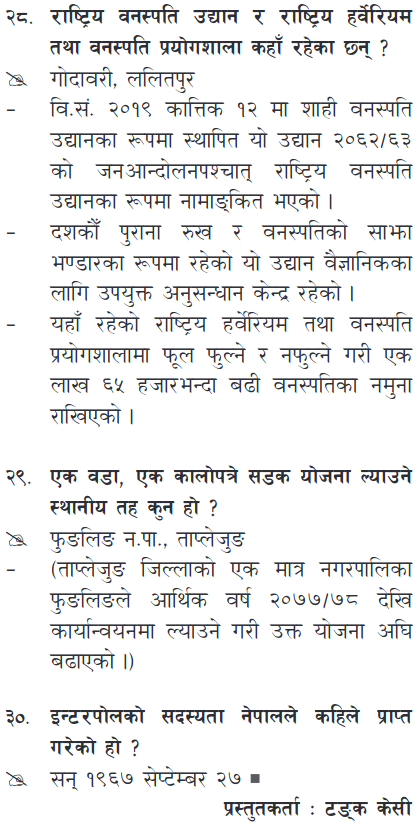 २८. राष्ट्रिय वनस्पति उद्यान र राष्ट्रिय हर्वेरियम
तथा वनस्पति प्रयोगशाला कहाँ रहेका छन् ?
गोदावरी, ललितपुर
– वि.सं. २०१९ कात्तिक १२ मा शाही वनस्पति
उद्यानका रूपमा स्थापित यो उद्यान २०६२/६३
को जनआन्दोलनपश्चात् राष्ट्रिय वनस्पति
उद्यानका रूपमा नामाङ्कित भएको ।
– दशकौँ पुराना रुख र वनस्पतिको साझा
भण्डारका रूपमा रहेको यो उद्यान वैज्ञानिकका
लागि उपयुक्त अनुसन्धान केन्द्र रहेको ।
– यहाँ रहेको राष्ट्रिय हर्वेरियम तथा वनस्पति
प्रयोगशालामा फूल फुल्ने र नफुल्ने गरी एक
लाख ६५ हजारभन्दा बढी वनस्पतिका नमुना
राखिएको ।
२९. एक वडा, एक कालोपत्रे सडक योजना ल्याउने
स्थानीय तह कुन हो ?
फुङलिङ न.पा., ताप्लेजुङ
– (ताप्लेजुङ जिल्लाको एक मात्र नगरपालिका
फुङलिङले आर्थिक वर्ष २०७७/७८ देखि
कार्यान्वयनमा ल्याउने गरी उक्त योजना अघि
बढाएको ।)
३०. इन्टरपोलको सदस्यता नेपालले कहिले प्राप्त
गरेको हो ?
सन् १९६७ सेप्टेम्बर २७ ■
प्रस्तुतकर्ता : टङ्क केसी